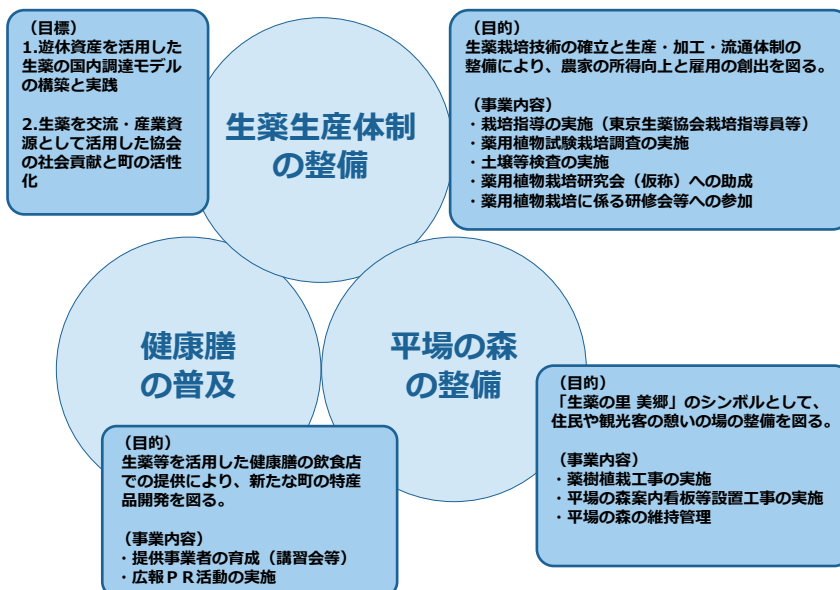 （目標）
1.遊休資産を活用した
生薬の国内調達モデル
の構築と実践
2.生薬を交流・産業資
源として活用した協会
の社会貢献と町の活性
化
生薬生産体制
の整備
（目的）
生薬栽培技術の確立と生産・加工・流通体制の
整備により、農家の所得向上と雇用の創出を図る。
（事業内容）
・栽培指導の実施（東京生薬協会栽培指導員等）
・薬用植物試験栽培調査の実施
・土壌等検査の実施
・薬用植物栽培研究会（仮称）への助成
・薬用植物栽培に係る研修会等への参加
健康膳
の普及
平場の森
の整備
（目的）
生薬等を活用した健康膳の飲食店
での提供により、新たな町の特産
品開発を図る。
（事業内容）
・提供事業者の育成（講習会等）
・広報ＰＲ活動の実施
（目的）
「生薬の里 美郷」のシンボルとして、
住民や観光客の憩いの場の整備を図る。
（事業内容）
・薬樹植栽工事の実施
・平場の森案内看板等設置工事の実施
・平場の森の維持管理